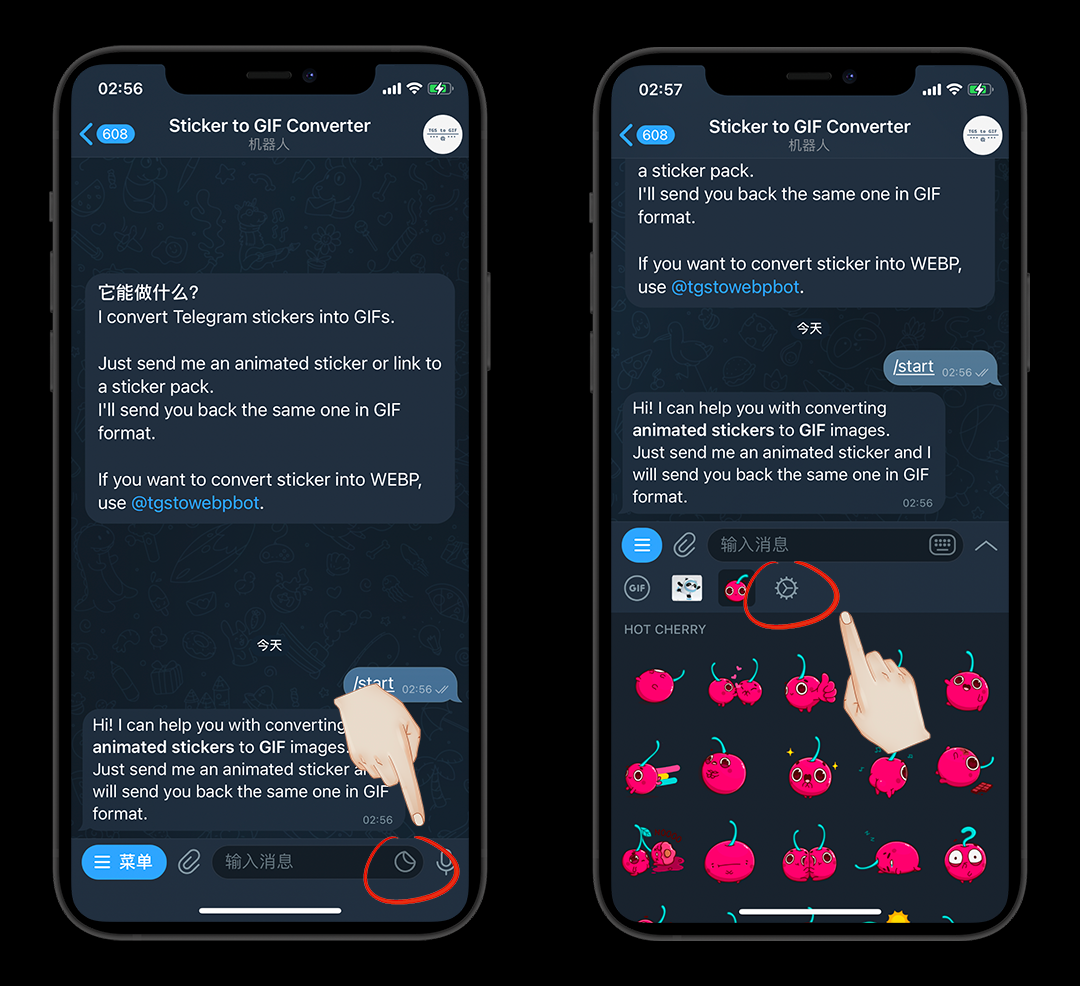 02:56
608
Sticker to GIF Converter
机器人
TGS to GIF
它能做什么?
I convert Telegram stickers into GIFs.
Just send me an animated sticker or link to
a sticker pack.
I'll send you back the same one in GIF
format.
If you want to convert sticker into WEBP,
use @tgstowebpbot.
今天
/start 02:56
Hi! I can help you with converting
animated stickers to GIF images.
Just send me an animated sticker
will send you back the same one in GIF
format.
02:56
菜单
输入消息
02:57
608
Sticker to GIF Converter
机器人
TGS to GIF
a sticker pack.
I'll send you back the same one in GIF
format.
If you want to convert sticker into WEBP,
use @tgstowebpbot.
今天
/start 02:56
Hi! I can help you with converting
animated stickers to GIF images.
Just send me an animated sticker and I
will send you back the same one in GIF
format.
02:56
输入消息
GIF
HOT CHERRY